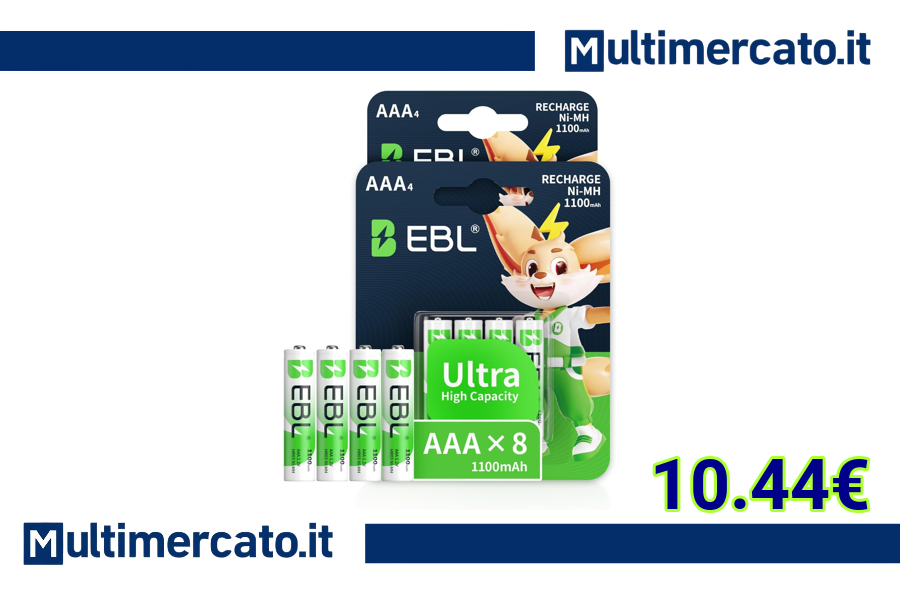 Multimercato.it
AAA4
RECHARGE
Ni-MH
1100mAh
EBL®
AAA4
RECHARGE
Ni-MH
1100mAh
EBL®
EBL
EBL
EBL
EBL
Ultra
High Capacity
AAA × 8
1100mAh
10.44€
Multimercato.it